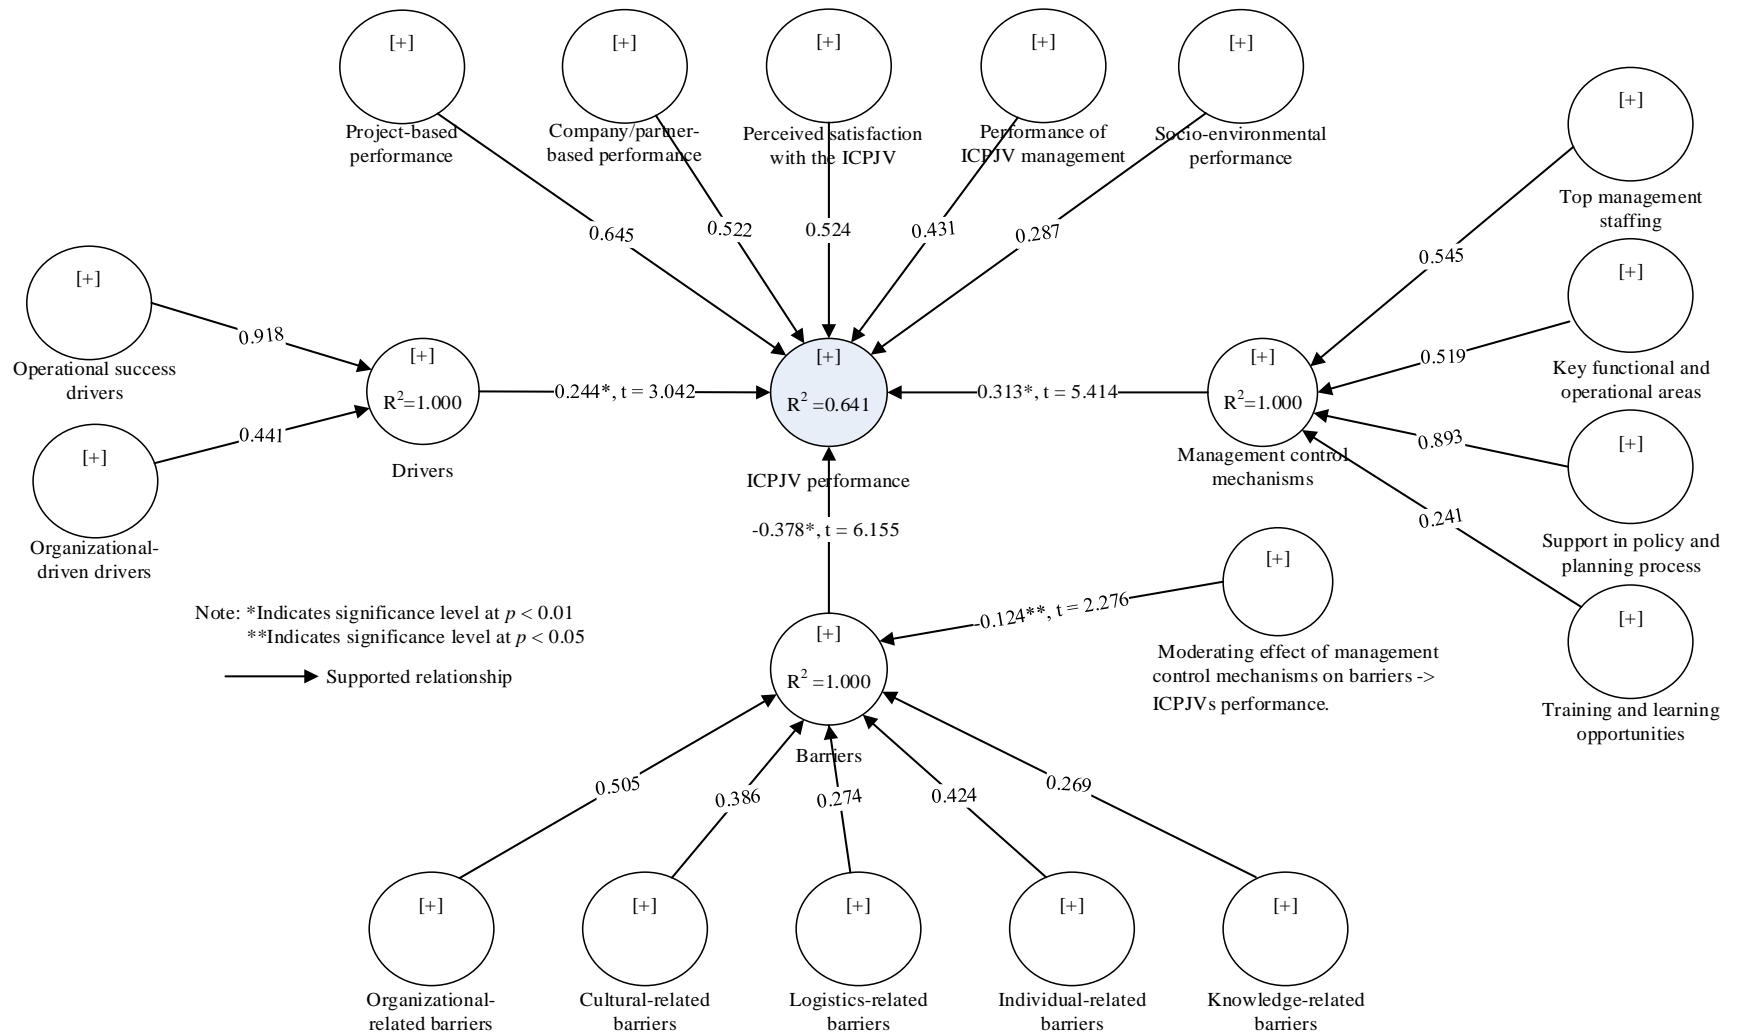 [+]
Project-based
performance
[+]
Company/partner-
based performance
[+]
Perceived satisfaction
with the ICPJV
[+]
Performance of
ICPJV management
[+]
Socio-environmental
performance
0.645
0.522
0.524
0.431
0.287
[+]
Operational success
drivers
0.918
[+]
Organizational-
driven drivers
0.441
[+]
R²=1.000
Drivers
0.244*, t = 3.042
[+]
R² =0.641
ICPJV performance
0.313*, t = 5.414
[+]
R²=1.000
Management control
mechanisms
[+]
Top management
staffing
0.545
[+]
Key functional and
operational areas
0.519
[+]
Support in policy and
planning process
0.893
[+]
Training and learning
opportunities
0.241
-0.378*, t = 6.155
Note: *Indicates significance level at p < 0.01
**Indicates significance level at p < 0.05
Supported relationship
[+]
R² =1.000
Barriers
-0.124**, t = 2.276
[+]
Moderating effect of management
control mechanisms on barriers ->
ICPJVs performance.
0.505
0.386
0.274
0.424
0.269
[+]
Organizational-
related barriers
[+]
Cultural-related
barriers
[+]
Logistics-related
barriers
[+]
Individual-related
barriers
[+]
Knowledge-related
barriers